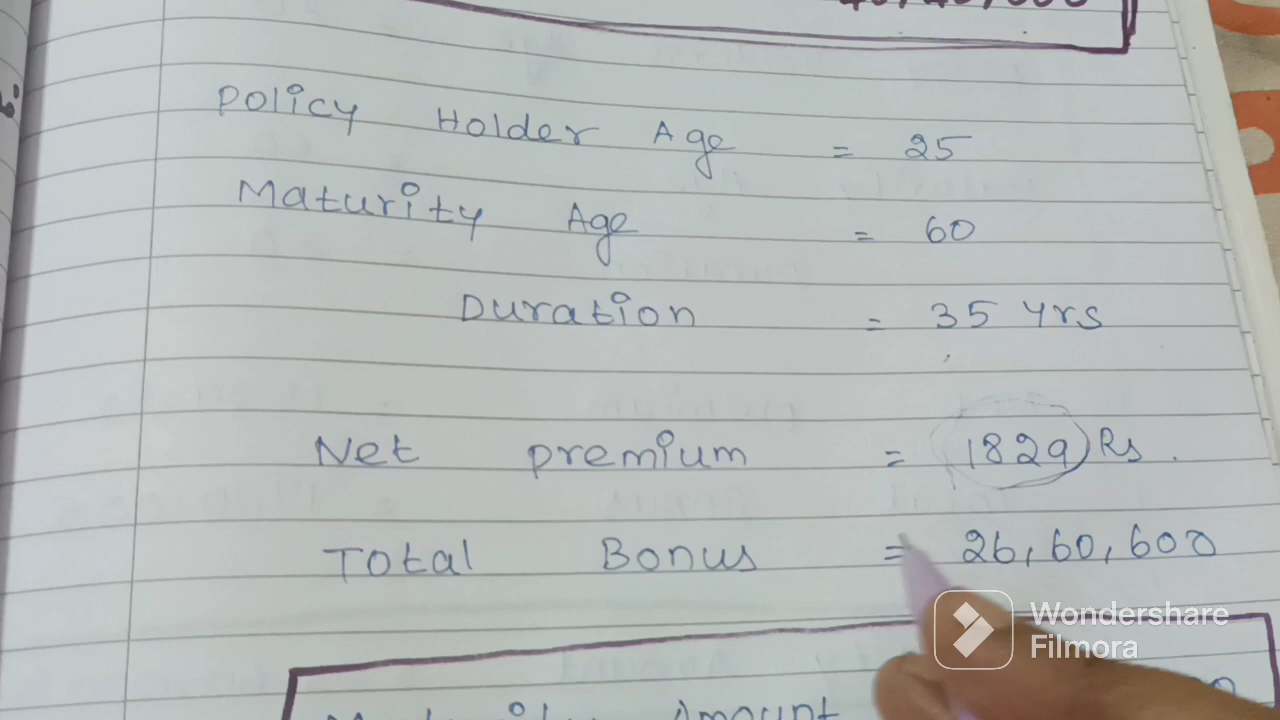 Policy Holder Age = 25
Maturity Age = 60
Duration = 35 Yrs
Net premium = 1829 Rs.
Total Bonus = 26,60,600
Wondershare
Filmora
Amount